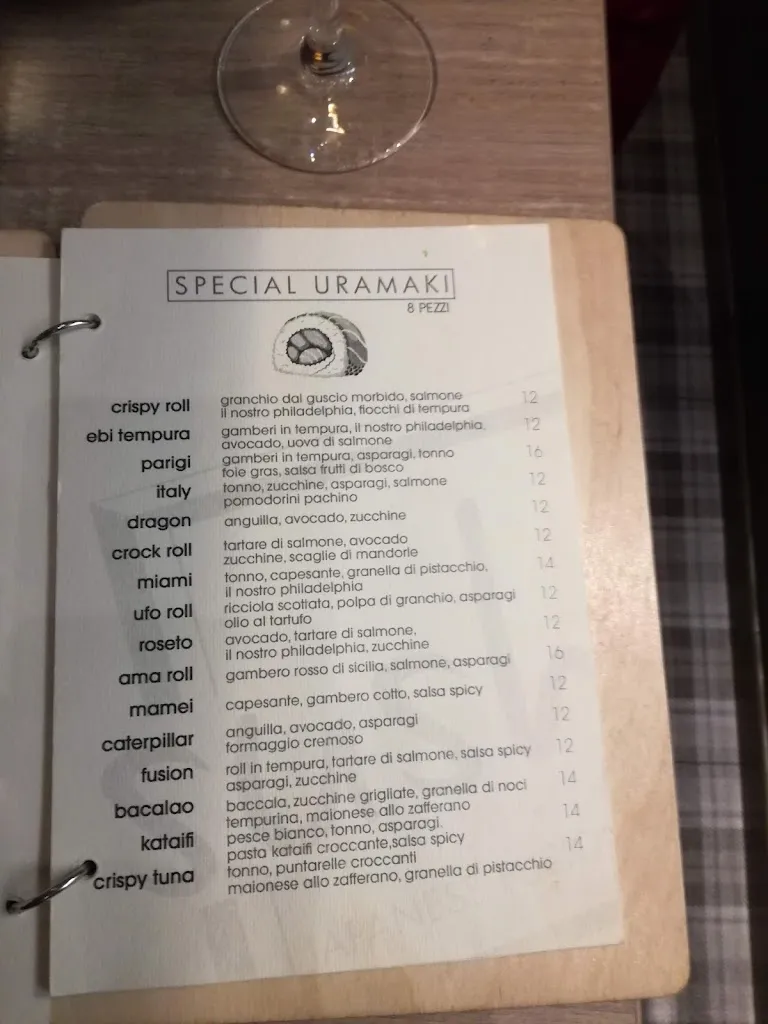 SPECIAL URAMAKI
8 PEZZI
crispy roll granchio dal guscio morbido, salmone 12
il nostro philadelphia, fiocchi di tempura
ebi tempura gamberi in tempura, il nostro philadelphia, 12
avocado, uova di salmone
parigi gamberi in tempura, asparagi, tonno 16
foie gras, salsa frutti di bosco
italy tonno, zucchine, asparagi, salmone 12
pomodorini pachino
dragon anguilla, avocado, zucchine 12
crock roll tartare di salmone, avocado 12
zucchine, scaglie di mandorle
miami tonno, capesante, granella di pistacchio, 14
il nostro philadelphia
ufo roll ricciola scottata, polpa di granchio, asparagi 12
olio al tartufo
roseto avocado, tartare di salmone, 12
il nostro philadelphia, zucchine
ama roll gambero rosso di sicilia, salmone, asparagi 16
mamei capesante, gambero cotto, salsa spicy 12
caterpillar anguilla, avocado, asparagi 12
formaggio cremoso
fusion roll in tempura, tartare di salmone, salsa spicy 12
asparagi, zucchine
bacalao baccala, zucchine grigliate, granella di noci 14
tempurina, maionese allo zafferano
kataifi pesce bianco, tonno, asparagi, 14
pasta kataifi croccante,salsa spicy
crispy tuna tonno, puntarelle croccanti 14
maionese allo zafferano, granella di pistacchio